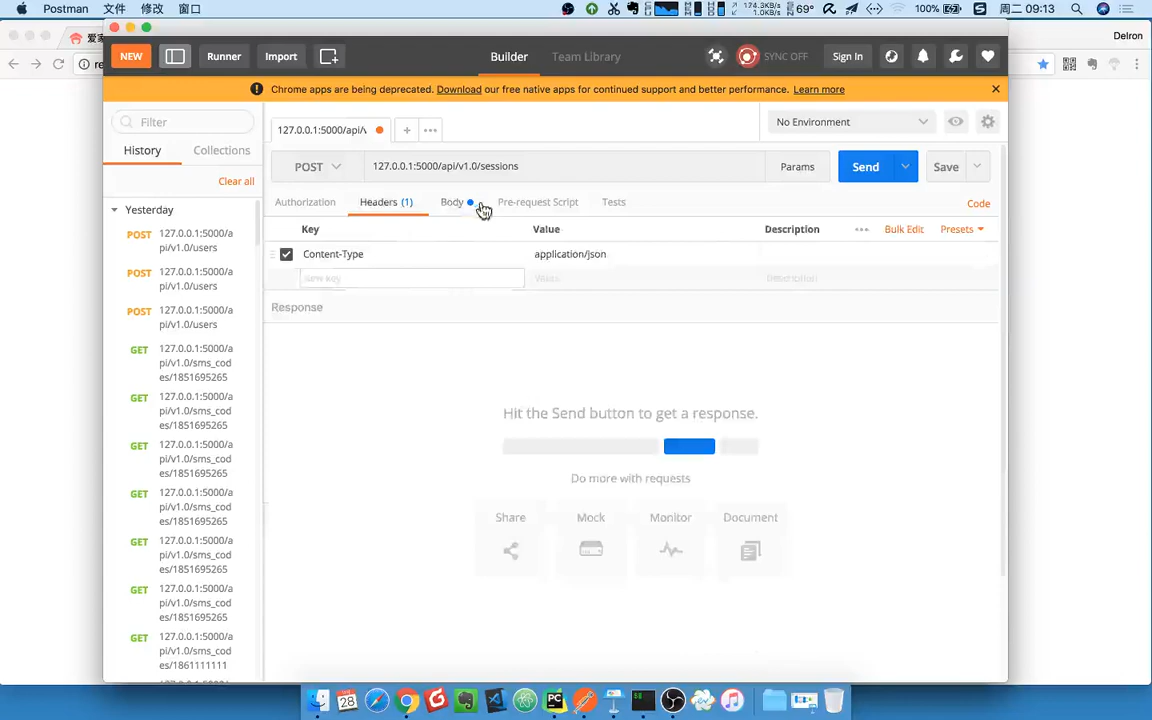 Postman 文件 修改 窗口
174.3KB/s
1.0KB/s
69°
100%
周二 09:13
爱家
Delron
re
NEW Runner Import Builder Team Library SYNC OFF Sign In
Chrome apps are being deprecated. Download our free native apps for continued support and better performance. Learn more
Filter
127.0.0.1:5000/api/
No Environment
History Collections
POST 127.0.0.1:5000/api/v1.0/sessions Params Send Save
Clear all
Authorization Headers (1) Body Pre-request Script Tests Code
Yesterday
Key Value Description Bulk Edit Presets
Content-Type application/json
New key Value Description
Response
POST 127.0.0.1:5000/a
pi/v1.0/users
POST 127.0.0.1:5000/a
pi/v1.0/users
POST 127.0.0.1:5000/a
pi/v1.0/users
GET 127.0.0.1:5000/a
pi/v1.0/sms_cod
es/1851695265
GET 127.0.0.1:5000/a
pi/v1.0/sms_cod
es/1851695265
GET 127.0.0.1:5000/a
pi/v1.0/sms_cod
es/1851695265
GET 127.0.0.1:5000/a
pi/v1.0/sms_cod
es/1851695265
GET 127.0.0.1:5000/a
pi/v1.0/sms_cod
es/1851695265
GET 127.0.0.1:5000/a
pi/v1.0/sms_cod
es/1851695265
GET 127.0.0.1:5000/a
pi/v1.0/sms_cod
es/1861111111
Hit the Send button to get a response.
Do more with requests
Share Mock Monitor Document
28
PC